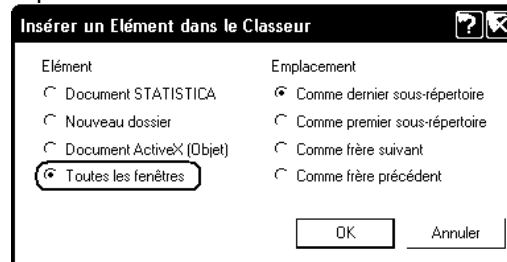 Insérer un Elément dans le Classeur
Elément
Document STATISTICA
Nouveau dossier
Document ActiveX (Objet)
Toutes les fenêtres
Emplacement
Comme dernier sous-répertoire
Comme premier sous-répertoire
Comme frère suivant
Comme frère précédent
OK
Annuler